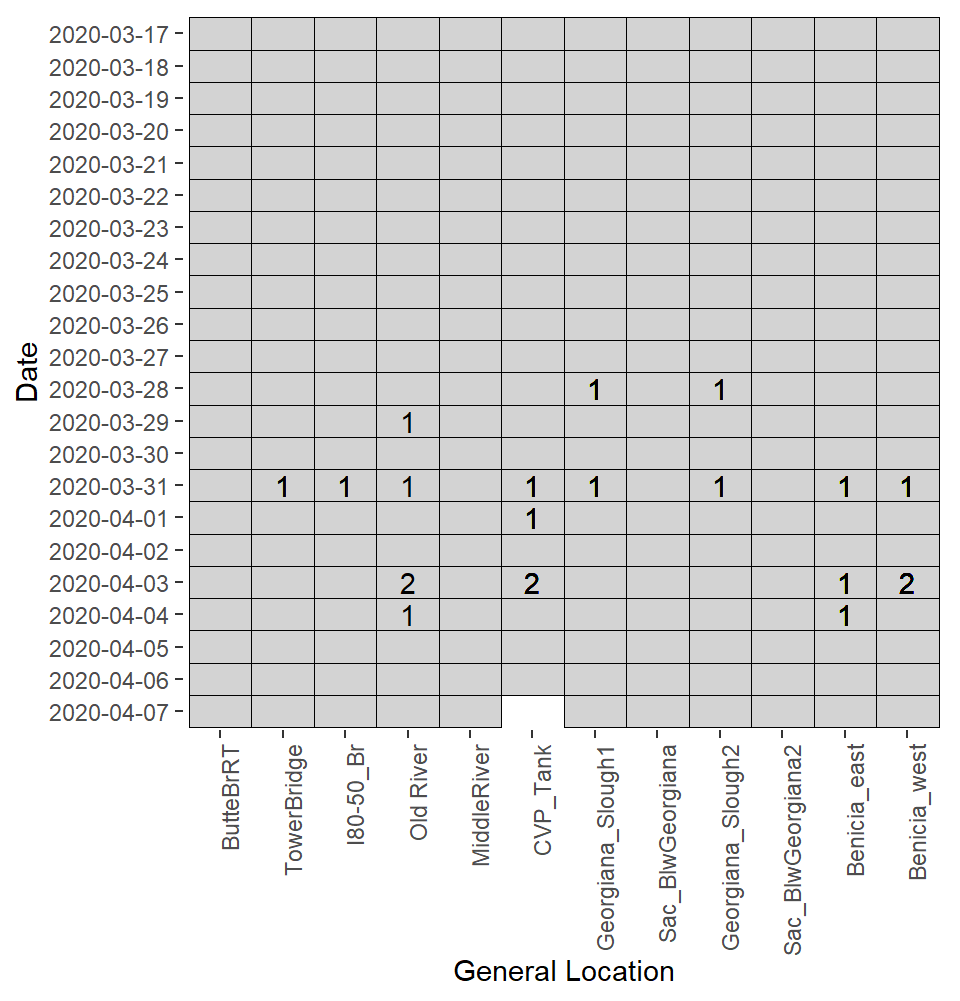 2020-03-17
2020-03-18
2020-03-19
2020-03-20
2020-03-21
2020-03-22
2020-03-23
2020-03-24
2020-03-25
2020-03-26
2020-03-27
2020-03-28 1 1
2020-03-29 1
2020-03-30
2020-03-31 1 1 1 1 1 1 1 1
2020-04-01 1
2020-04-02
2020-04-03 2 2 1 2
2020-04-04 1 1
2020-04-05
2020-04-06
2020-04-07
Date
ButteBrRT
TowerBridge
I80-50_Br
Old River
MiddleRiver
CVP_Tank
Georgiana_Slough1
Sac_BlwGeorgiana
Georgiana_Slough2
Sac_BlwGeorgiana2
Benicia_east
Benicia_west
General Location